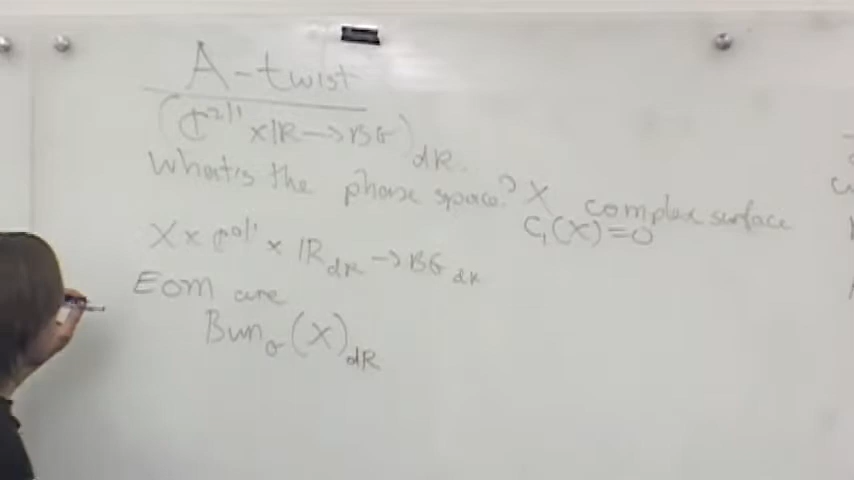 A-twist
(ℂ^{2|1} × ℝ → BG)_{dR}.
What's the phase space? X complex surface
C₁(X)=0
X × ℂ^{0|1} × ℝ_{dR} → BG_{dR}
EOM are
Bun_G(X)_{dR}